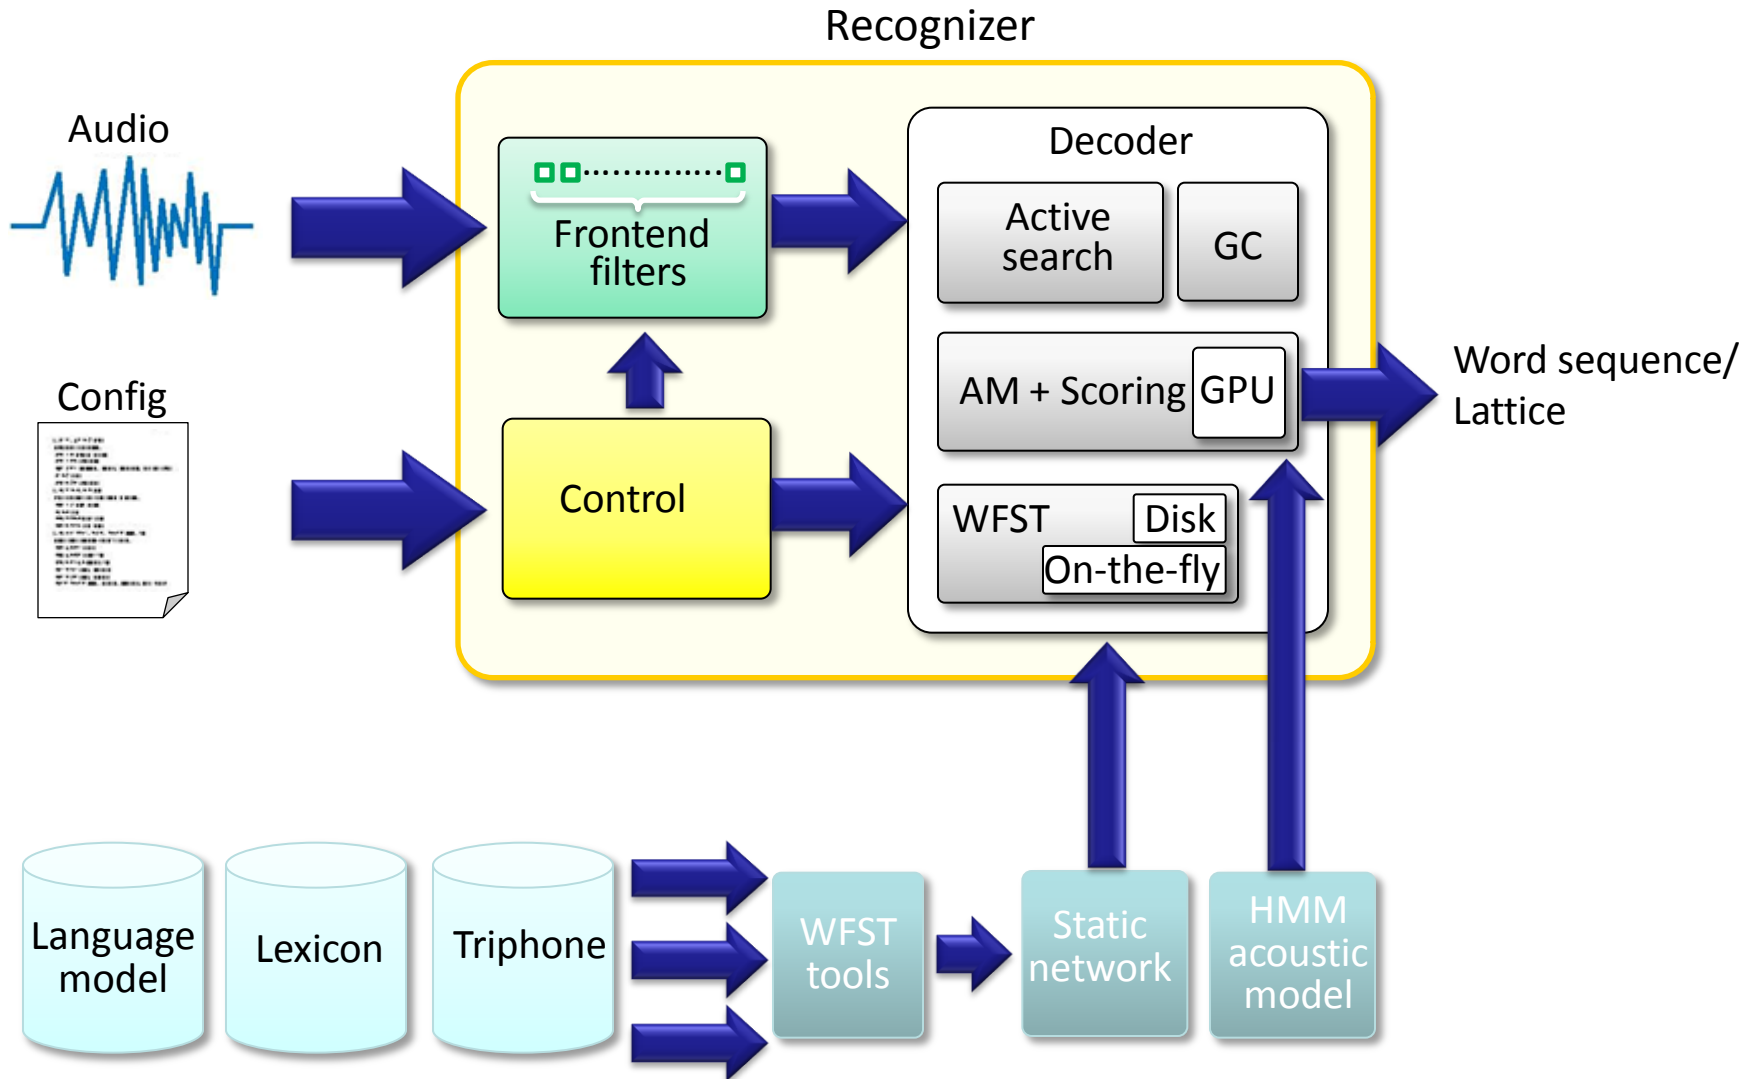 Recognizer
Audio
Decoder
Active
search
GC
Frontend
filters
AM + Scoring
GPU
Word sequence/
Lattice
Config
Control
WFST
Disk
On-the-fly
Language
model
Lexicon
Triphone
WFST
tools
Static
network
HMM
acoustic
model